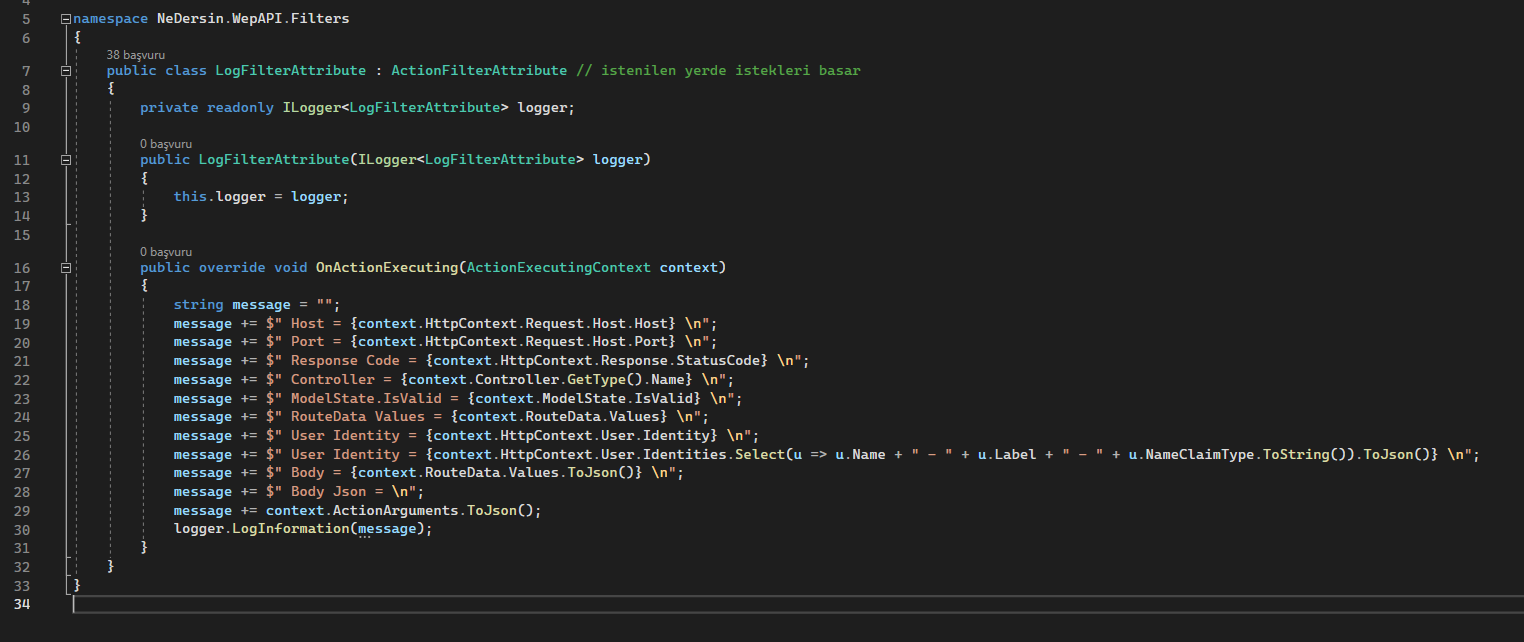 4
5 namespace NeDersin.WepAPI.Filters
6 {
38 başvuru
7 public class LogFilterAttribute : ActionFilterAttribute // istenilen yerde istekleri basar
8 {
9 private readonly ILogger<LogFilterAttribute> logger;
10
0 başvuru
11 public LogFilterAttribute(ILogger<LogFilterAttribute> logger)
12 {
13 this.logger = logger;
14 }
15
0 başvuru
16 public override void OnActionExecuting(ActionExecutingContext context)
17 {
18 string message = "";
19 message += $" Host = {context.HttpContext.Request.Host.Host} \n";
20 message += $" Port = {context.HttpContext.Request.Host.Port} \n";
21 message += $" Response Code = {context.HttpContext.Response.StatusCode} \n";
22 message += $" Controller = {context.Controller.GetType().Name} \n";
23 message += $" ModelState.IsValid = {context.ModelState.IsValid} \n";
24 message += $" RouteData Values = {context.RouteData.Values} \n";
25 message += $" User Identity = {context.HttpContext.User.Identity} \n";
26 message += $" User Identity = {context.HttpContext.User.Identities.Select(u => u.Name + " - " + u.Label + " - " + u.NameClaimType.ToString()).ToJson()} \n";
27 message += $" Body = {context.RouteData.Values.ToJson()} \n";
28 message += $" Body Json = \n";
29 message += context.ActionArguments.ToJson();
30 logger.LogInformation(message);
31 }
32 }
33 }
34